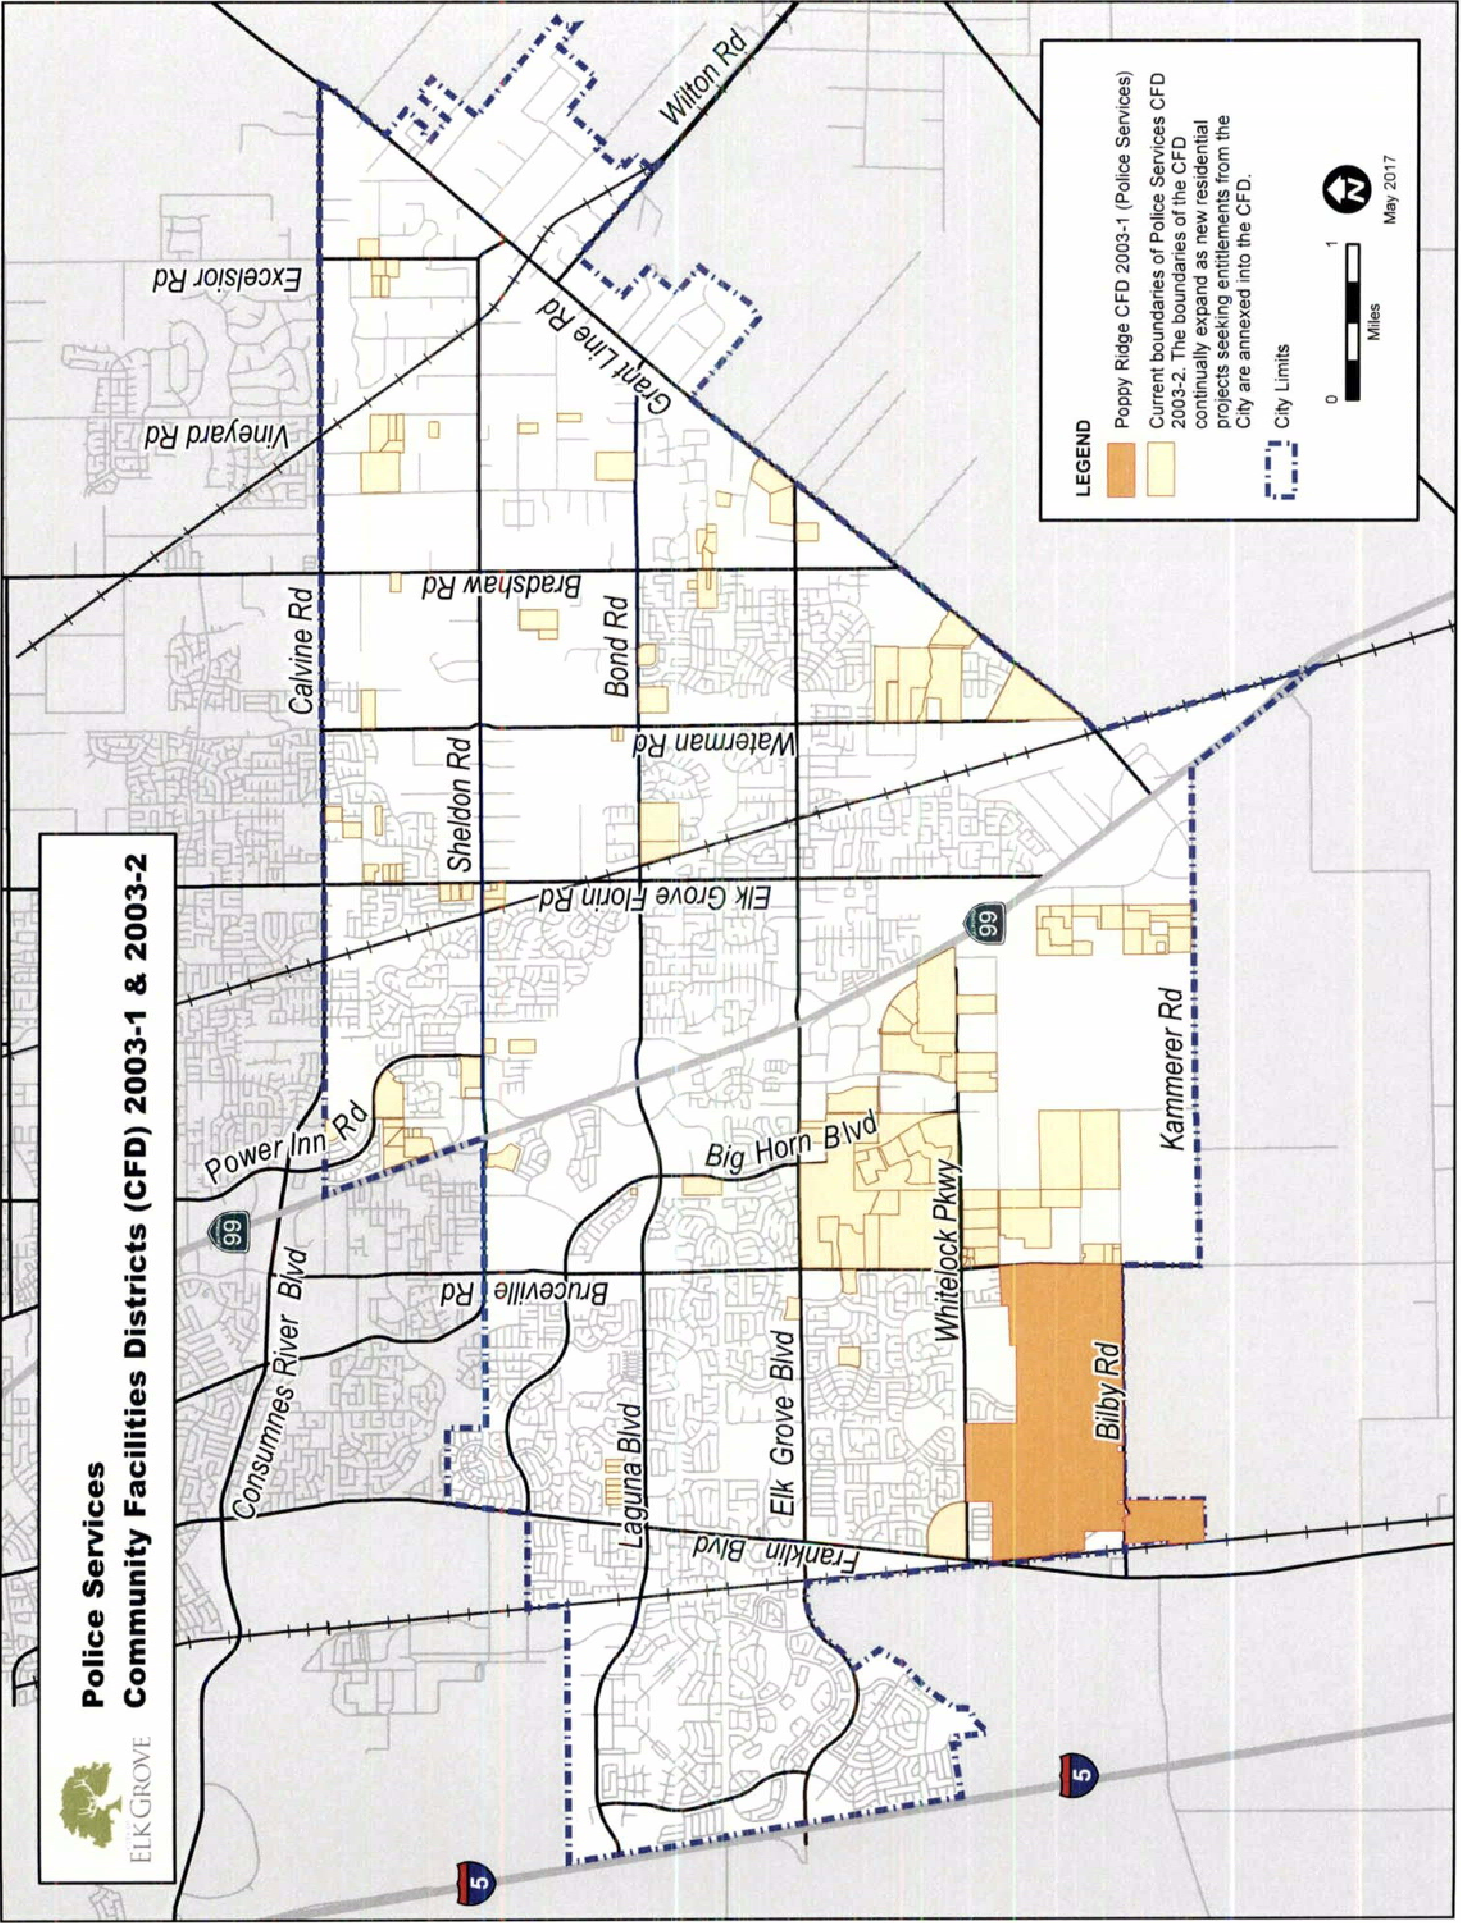 Police Services
Community Facilities Districts (CFD) 2003-1 & 2003-2
ELK GROVE
99
Consumnes River Blvd
Power Inn Rd
Calvine Rd
Vineyard Rd
Excelsior Rd
Sheldon Rd
Bradshaw Rd
Bruceville Rd
Elk Grove Florin Rd
Waterman Rd
Bond Rd
Grant Line Rd
Wilton Rd
Laguna Blvd
Franklin Blvd
Big Horn Blvd
Elk Grove Blvd
Whitelock Pkwy
99
Kammerer Rd
Bilby Rd
5
5
LEGEND
Poppy Ridge CFD 2003-1 (Police Services)
Current boundaries of Police Services CFD
2003-2. The boundaries of the CFD
continually expand as new residential
projects seeking entitlements from the
City are annexed into the CFD.
City Limits
0
1
Miles
N
May 2017